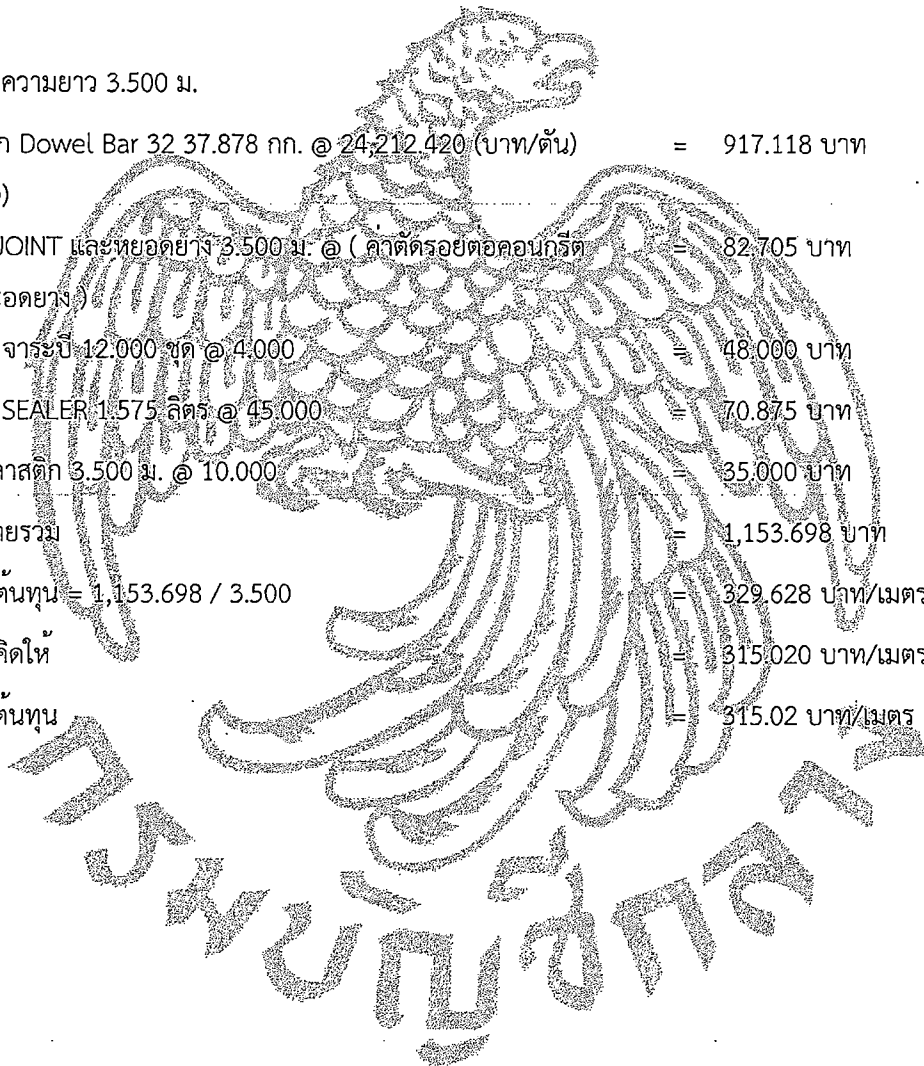 ความยาว 3.500 ม.
ก Dowel Bar 32 37.878 กก. @ 24,212.420 (บาท/ตัน) = 917.118 บาท
)
JOINT และหยอดยาง 3.500 ม. @ ( ค่าตัดรอยต่อคอนกรีต = 82.705 บาท
อดยาง )
จาระบี 12.000 ชุด @ 4.000 = 48.000 บาท
SEALER 1.575 ลิตร @ 45.000 = 70.875 บาท
ลาสติก 3.500 ม. @ 10.000 = 35.000 บาท
ายรวม = 1,153.698 บาท
ต้นทุน = 1,153.698 / 3.500 = 329.628 บาท/เมตร
คิดให้ = 315.020 บาท/เมตร
ต้นทุน = 315.02 บาท/เมตร
กรมบัญชีกลาง